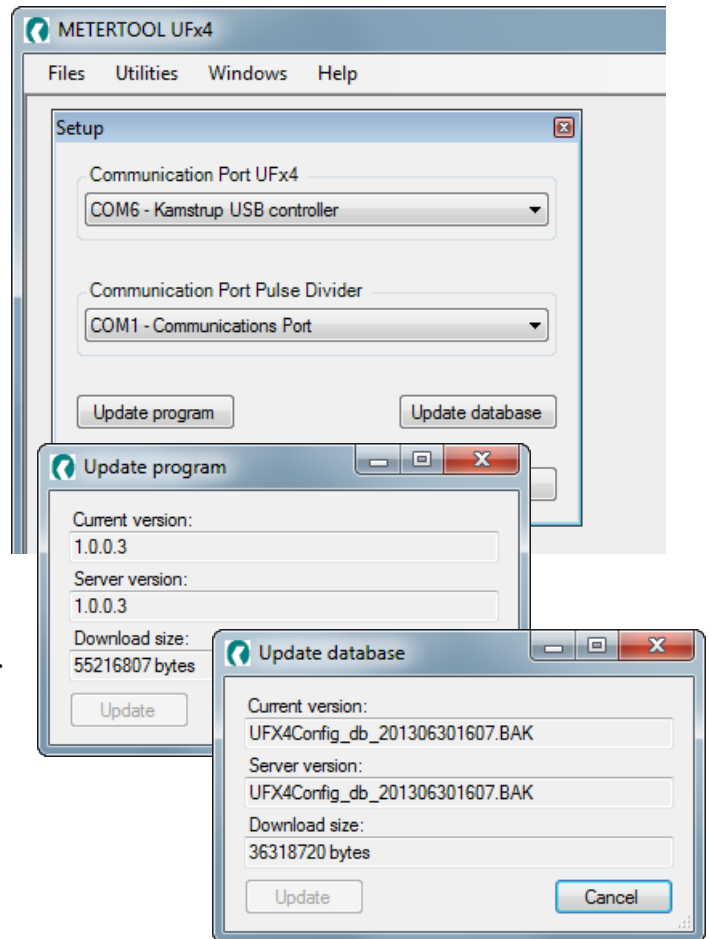 METERTOOL UFx4
Files Utilities Windows Help
Setup
Communication Port UFx4
COM6 - Kamstrup USB controller
Communication Port Pulse Divider
COM1 - Communications Port
Update program Update database
Update program
Current version:
1.0.0.3
Server version:
1.0.0.3
Download size:
55216807 bytes
Update
Update database
Current version:
UFX4Config_db_201306301607.BAK
Server version:
UFX4Config_db_201306301607.BAK
Download size:
36318720 bytes
Update Cancel